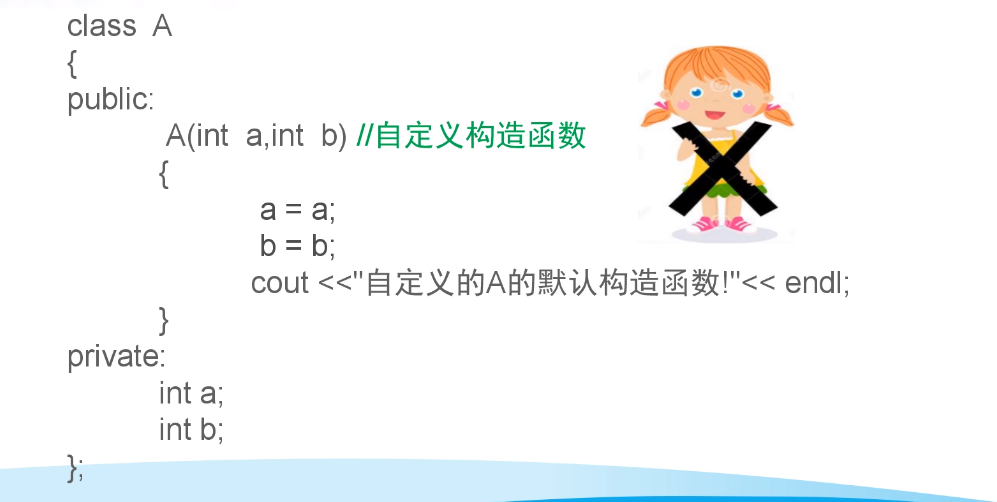 class  A
{
public:
A(int  a,int  b) //自定义构造函数
{
a = a;
b = b;
cout <<"自定义的A的默认构造函数!"<< endl;
}
private:
int a;
int b;
};